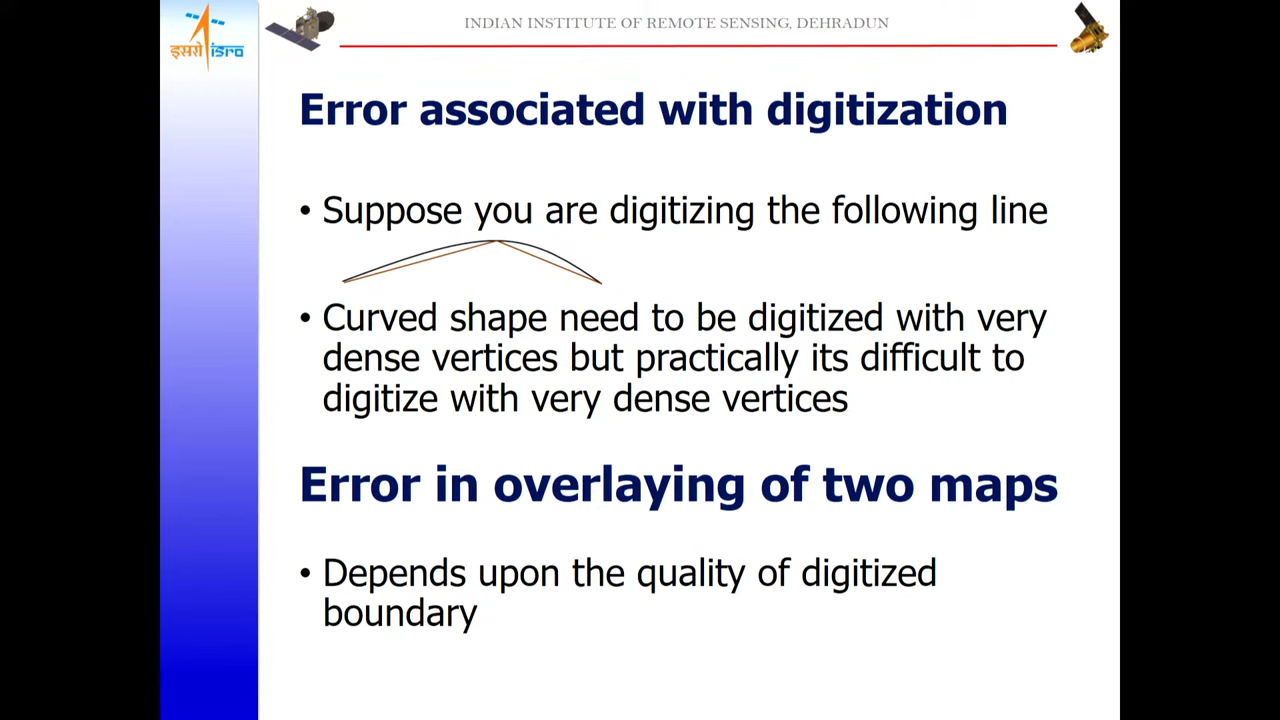 इसरो isro
INDIAN INSTITUTE OF REMOTE SENSING, DEHRADUN
Error associated with digitization
• Suppose you are digitizing the following line
• Curved shape need to be digitized with very
dense vertices but practically its difficult to
digitize with very dense vertices
Error in overlaying of two maps
• Depends upon the quality of digitized
boundary